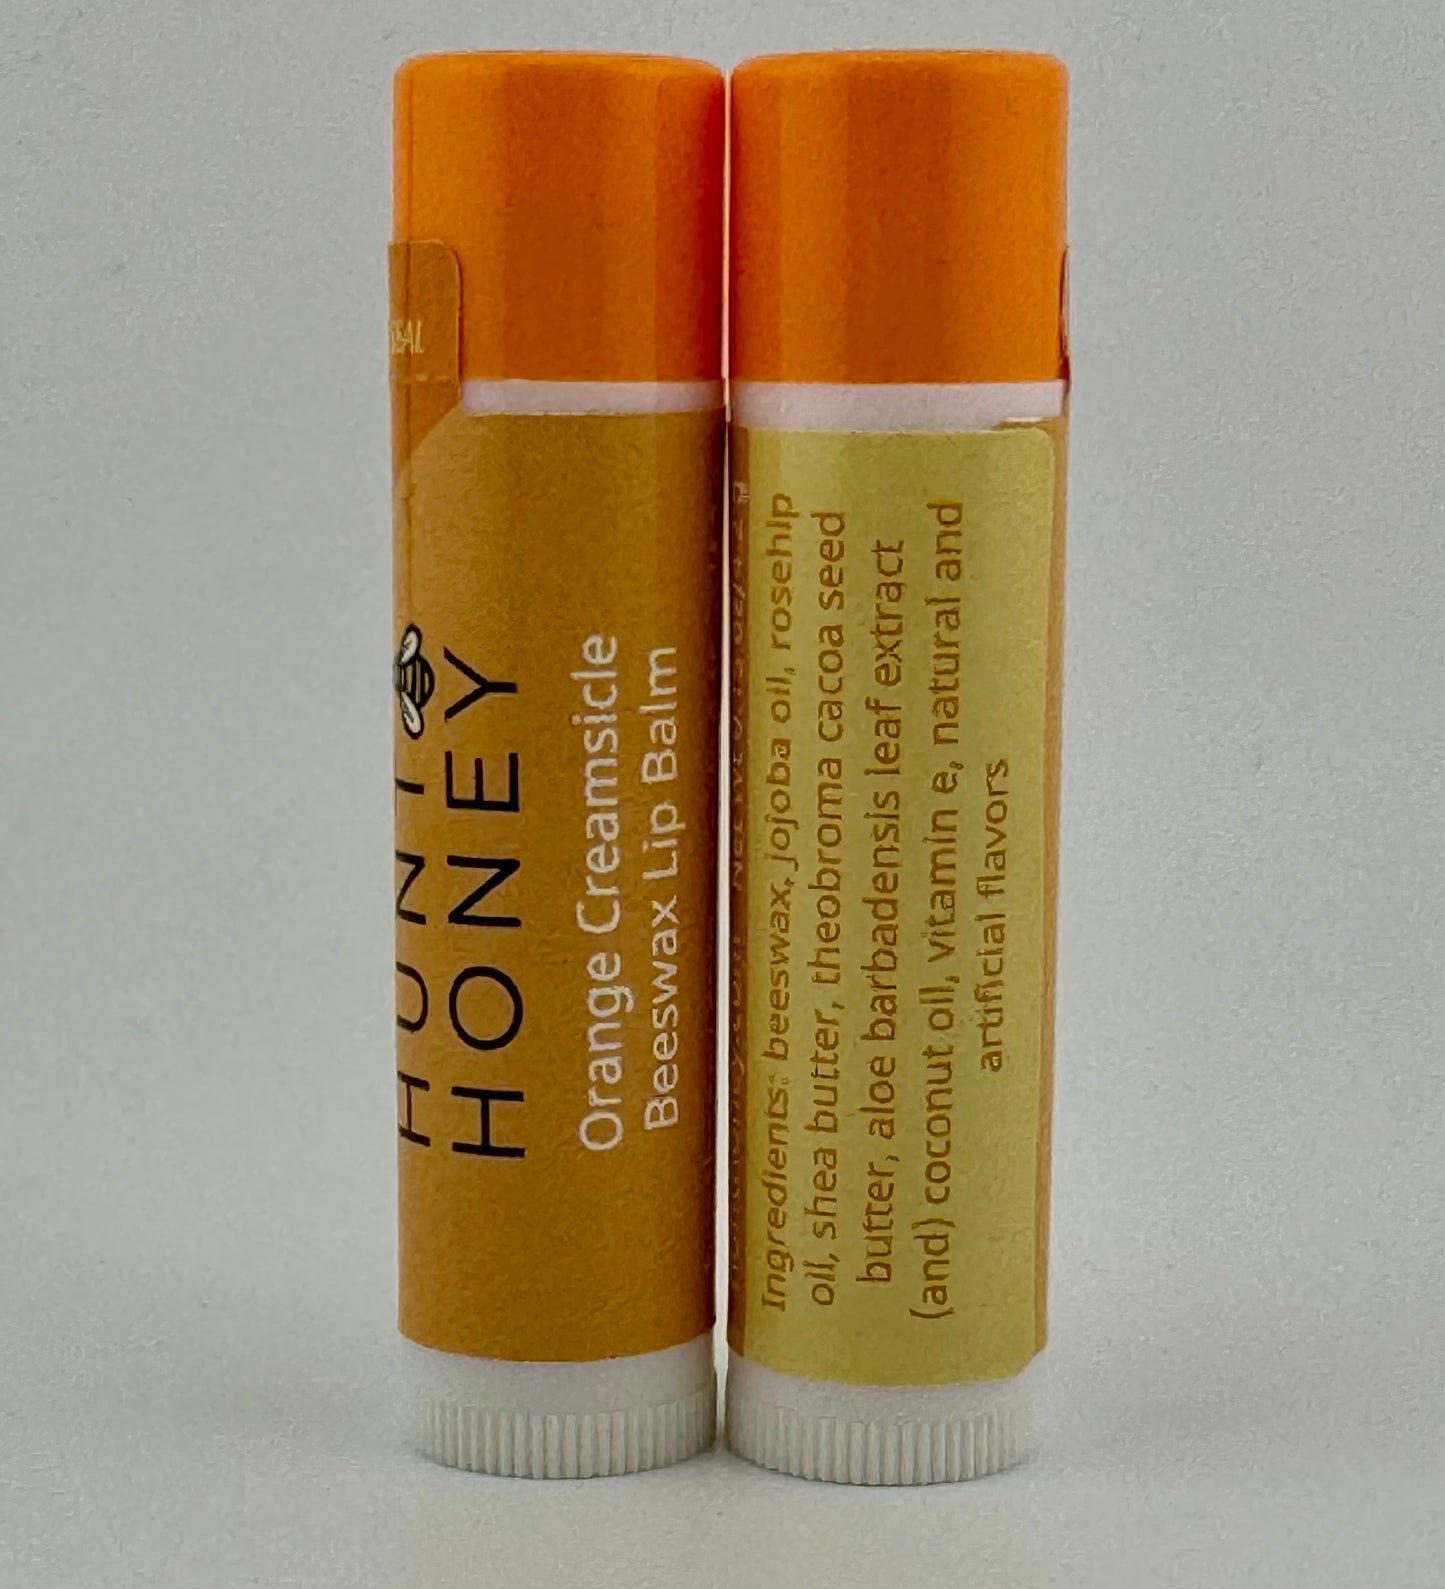 SEAL
HUNT
HONEY
Orange Creamsicle
Beeswax Lip Balm
Ingredients: beeswax, jojoba oil, rosehip
oil, shea butter, theobroma cacoa seed
butter, aloe barbadensis leaf extract
(and) coconut oil, vitamin e, natural and
artificial flavors